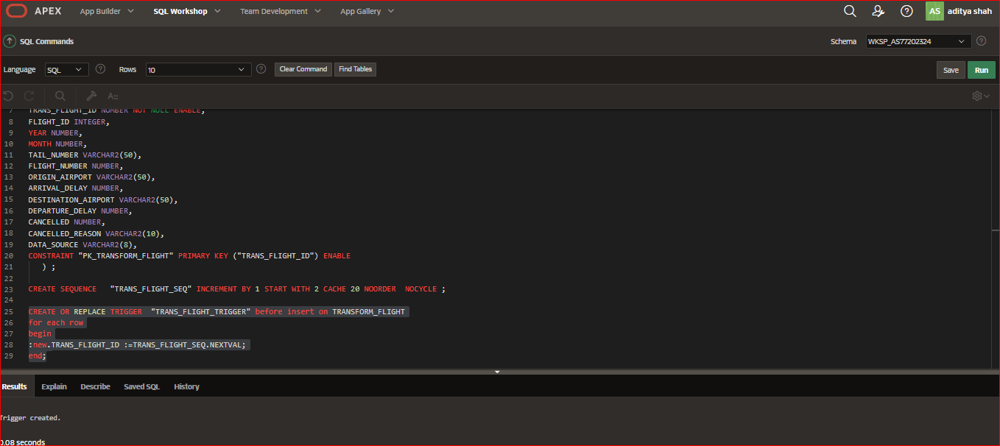 APEX App Builder SQL Workshop Team Development App Gallery AS aditya shah
SQL Commands Schema WKSP_AS77202324
Language SQL Rows 10 Clear Command Find Tables Save Run
A::
7 TRANS_FLIGHT_ID NUMBER NOT NULL ENABLE,
8 FLIGHT_ID INTEGER,
9 YEAR NUMBER,
10 MONTH NUMBER,
11 TAIL_NUMBER VARCHAR2(50),
12 FLIGHT_NUMBER NUMBER,
13 ORIGIN_AIRPORT VARCHAR2(50),
14 ARRIVAL_DELAY NUMBER,
15 DESTINATION_AIRPORT VARCHAR2(50),
16 DEPARTURE_DELAY NUMBER,
17 CANCELLED NUMBER,
18 CANCELLED_REASON VARCHAR2(10),
19 DATA_SOURCE VARCHAR2(8),
20 CONSTRAINT "PK_TRANSFORM_FLIGHT" PRIMARY KEY ("TRANS_FLIGHT_ID") ENABLE
21 ) ;
22
23 CREATE SEQUENCE "TRANS_FLIGHT_SEQ" INCREMENT BY 1 START WITH 2 CACHE 20 NOORDER NOCYCLE ;
24
25 CREATE OR REPLACE TRIGGER "TRANS_FLIGHT_TRIGGER" before insert on TRANSFORM_FLIGHT
26 for each row
27 begin
28 :new.TRANS_FLIGHT_ID :=TRANS_FLIGHT_SEQ.NEXTVAL;
29 end;
Results Explain Describe Saved SQL History
Trigger created.
0.08 seconds